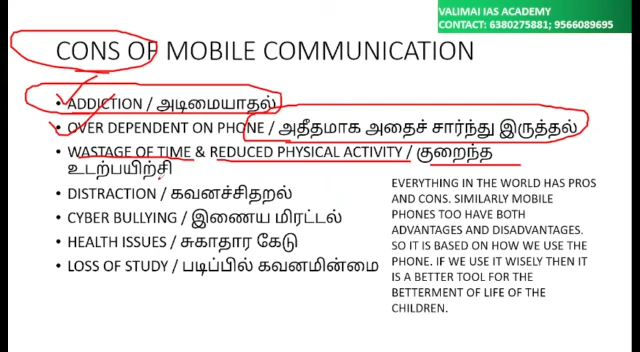 VALIMAI IAS ACADEMY
CONTACT: 6380275881; 9566089695
CONS OF MOBILE COMMUNICATION
• ADDICTION / அடிமையாதல்
• OVER DEPENDENT ON PHONE / அதீதமாக அதைச் சார்ந்து இருத்தல்
• WASTAGE OF TIME & REDUCED PHYSICAL ACTIVITY / குறைந்த
உடற்பயிற்சி
• DISTRACTION / கவனச்சிதறல்
• CYBER BULLYING / இணைய மிரட்டல்
• HEALTH ISSUES / சுகாதார கேடு
• LOSS OF STUDY / படிப்பில் கவனமின்மை
EVERYTHING IN THE WORLD HAS PROS
AND CONS. SIMILARLY MOBILE
PHONES TOO HAVE BOTH
ADVANTAGES AND DISADVANTAGES.
SO IT IS BASED ON HOW WE USE THE
PHONE. IF WE USE IT WISELY THEN IT
IS A BETTER TOOL FOR THE
BETTERMENT OF LIFE OF THE
CHILDREN.